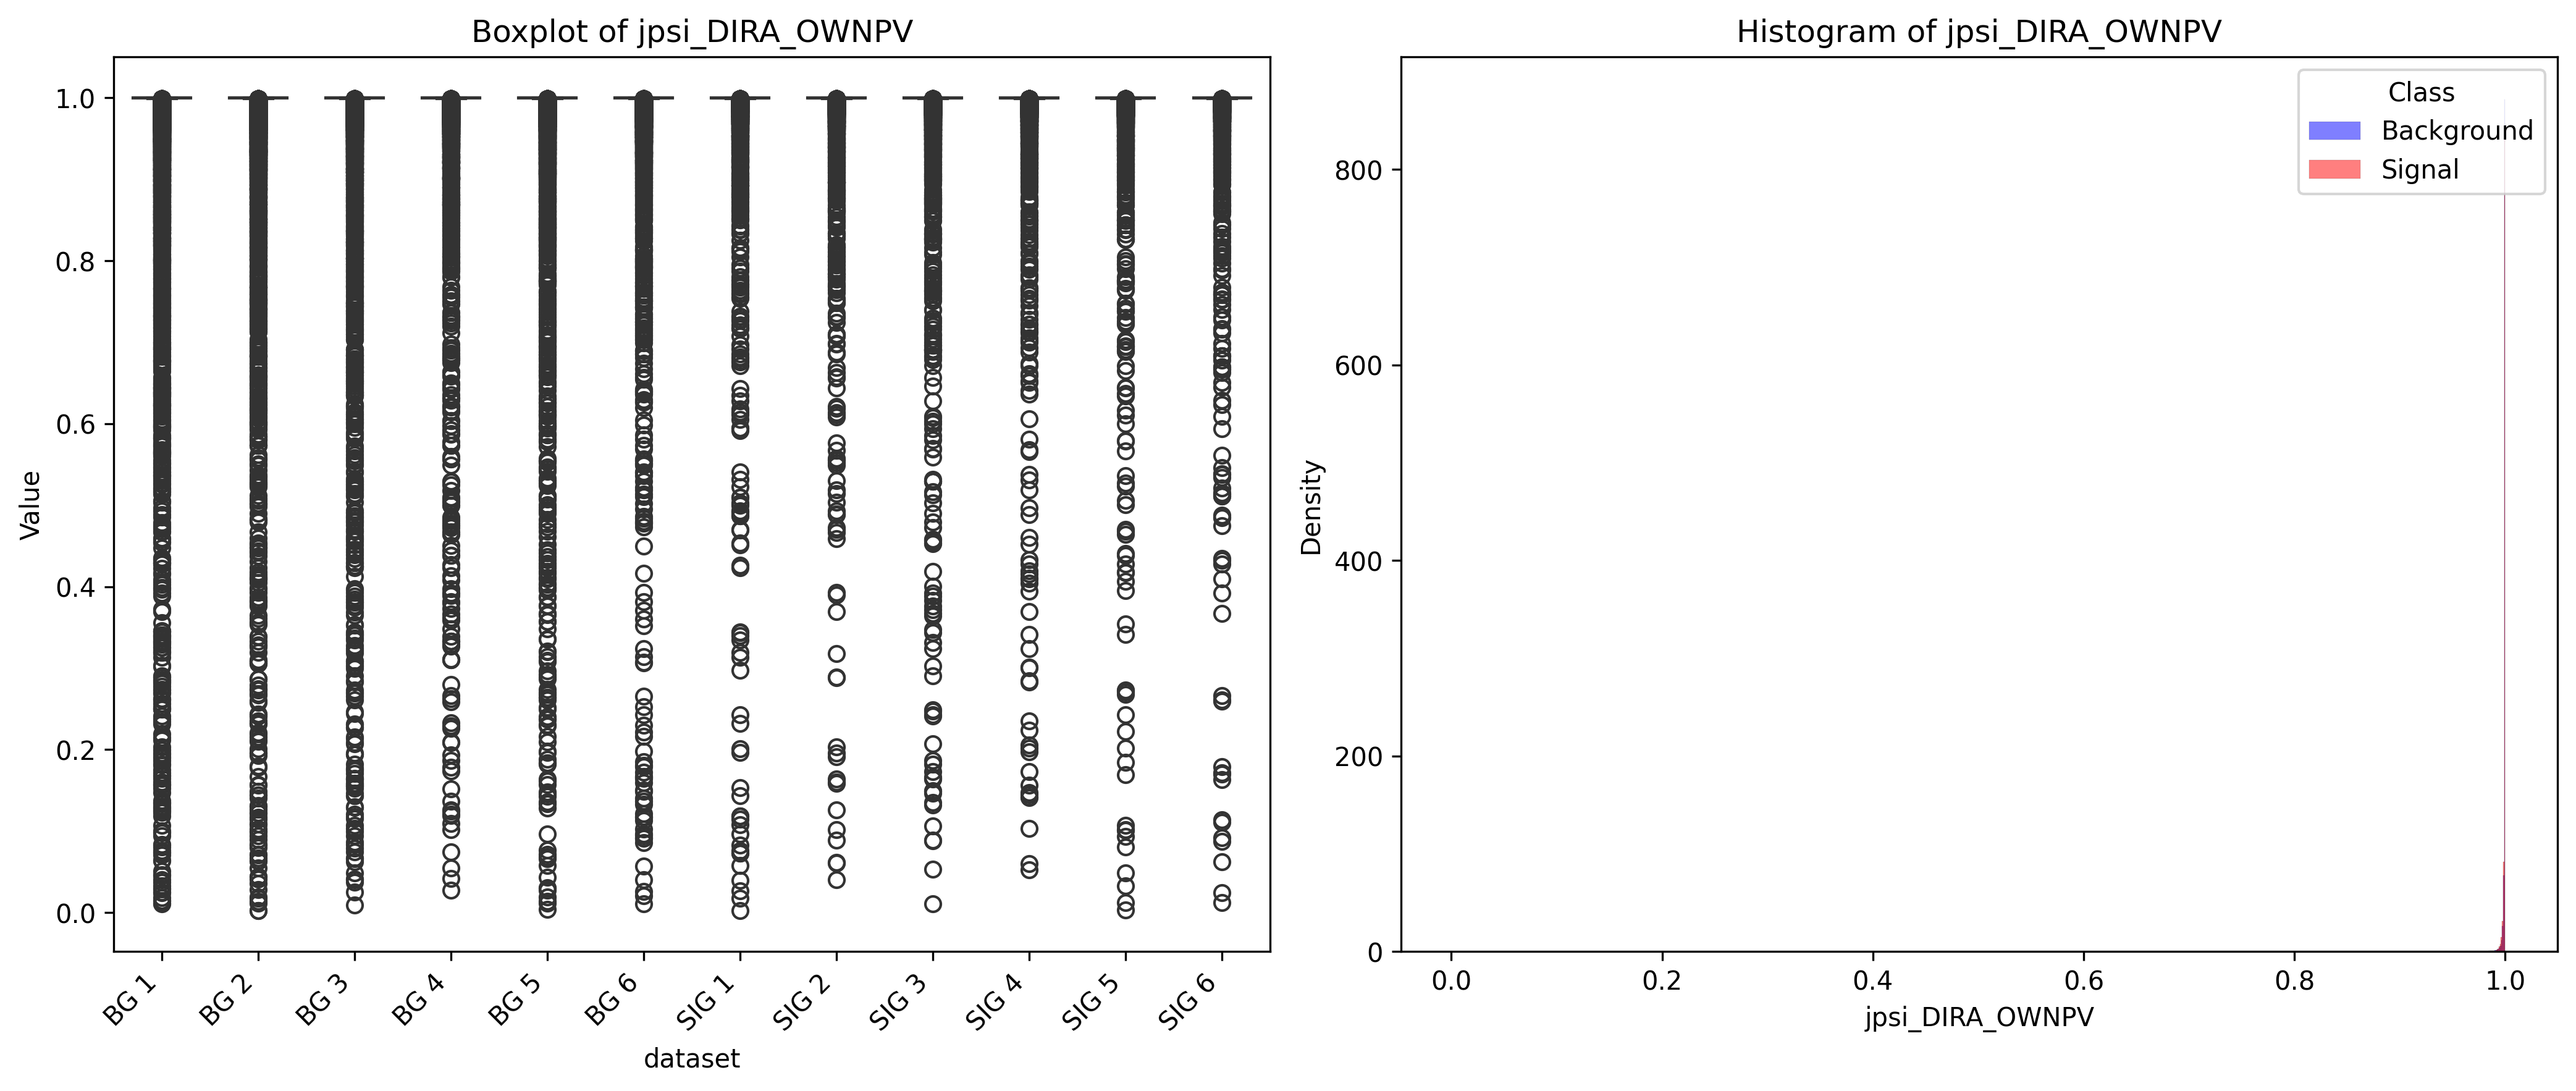 Boxplot of jpsi_DIRA_OWNPV
Value
1.0
0.8
0.6
0.4
0.2
0.0
BG 1
BG 2
BG 3
BG 4
BG 5
BG 6
SIG 1
SIG 2
SIG 3
SIG 4
SIG 5
SIG 6
dataset
Histogram of jpsi_DIRA_OWNPV
Class
Background
Signal
Density
800
600
400
200
0
0.0
0.2
0.4
0.6
0.8
1.0
jpsi_DIRA_OWNPV